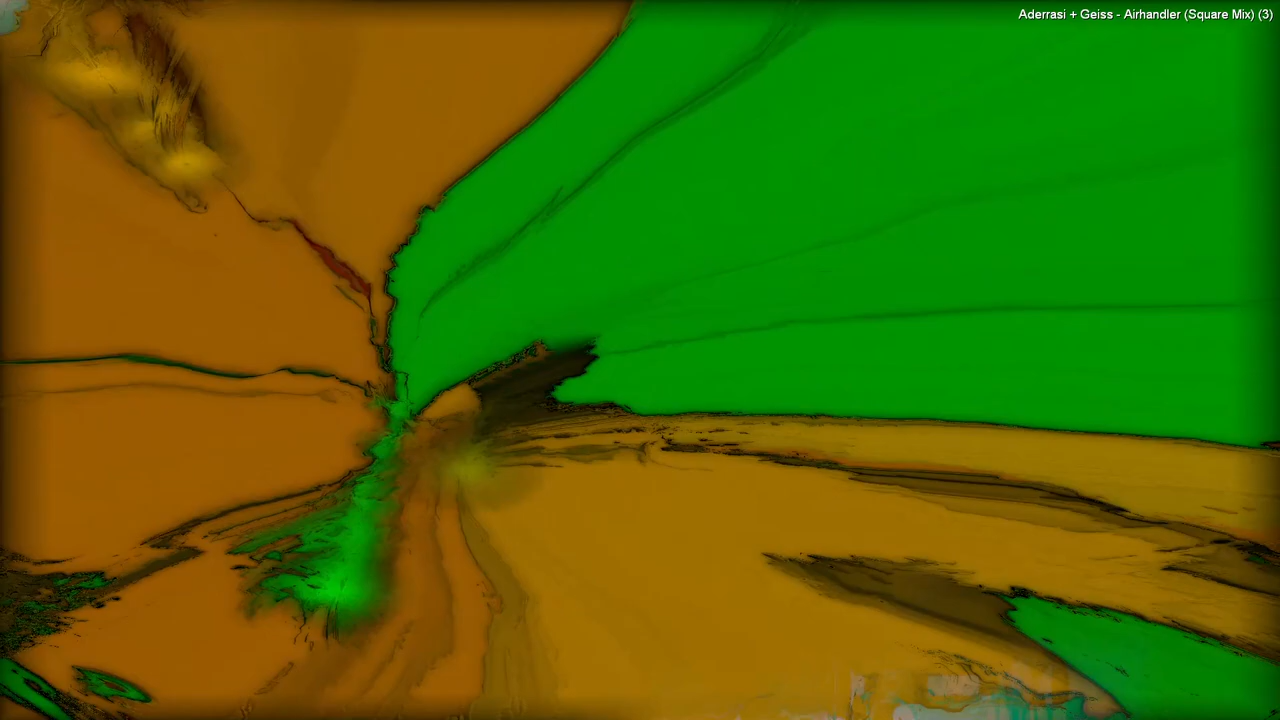 Aderrasi + Geiss - Airhandler (Square Mix) (3)